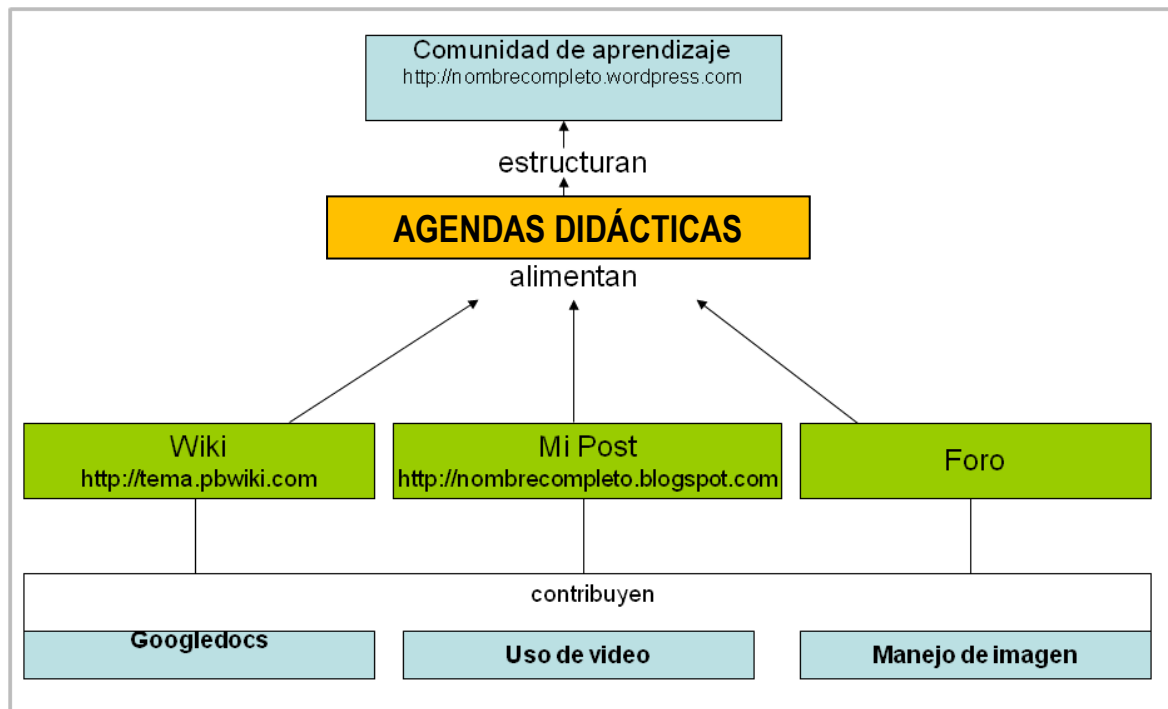 Comunidad de aprendizaje
http://nombrecompleto.wordpress.com
estructuran
AGENDAS DIDÁCTICAS
alimentan
Wiki
http://tema.pbwiki.com
Mi Post
http://nombrecompleto.blogspot.com
Foro
contribuyen
Googledocs
Uso de video
Manejo de imagen